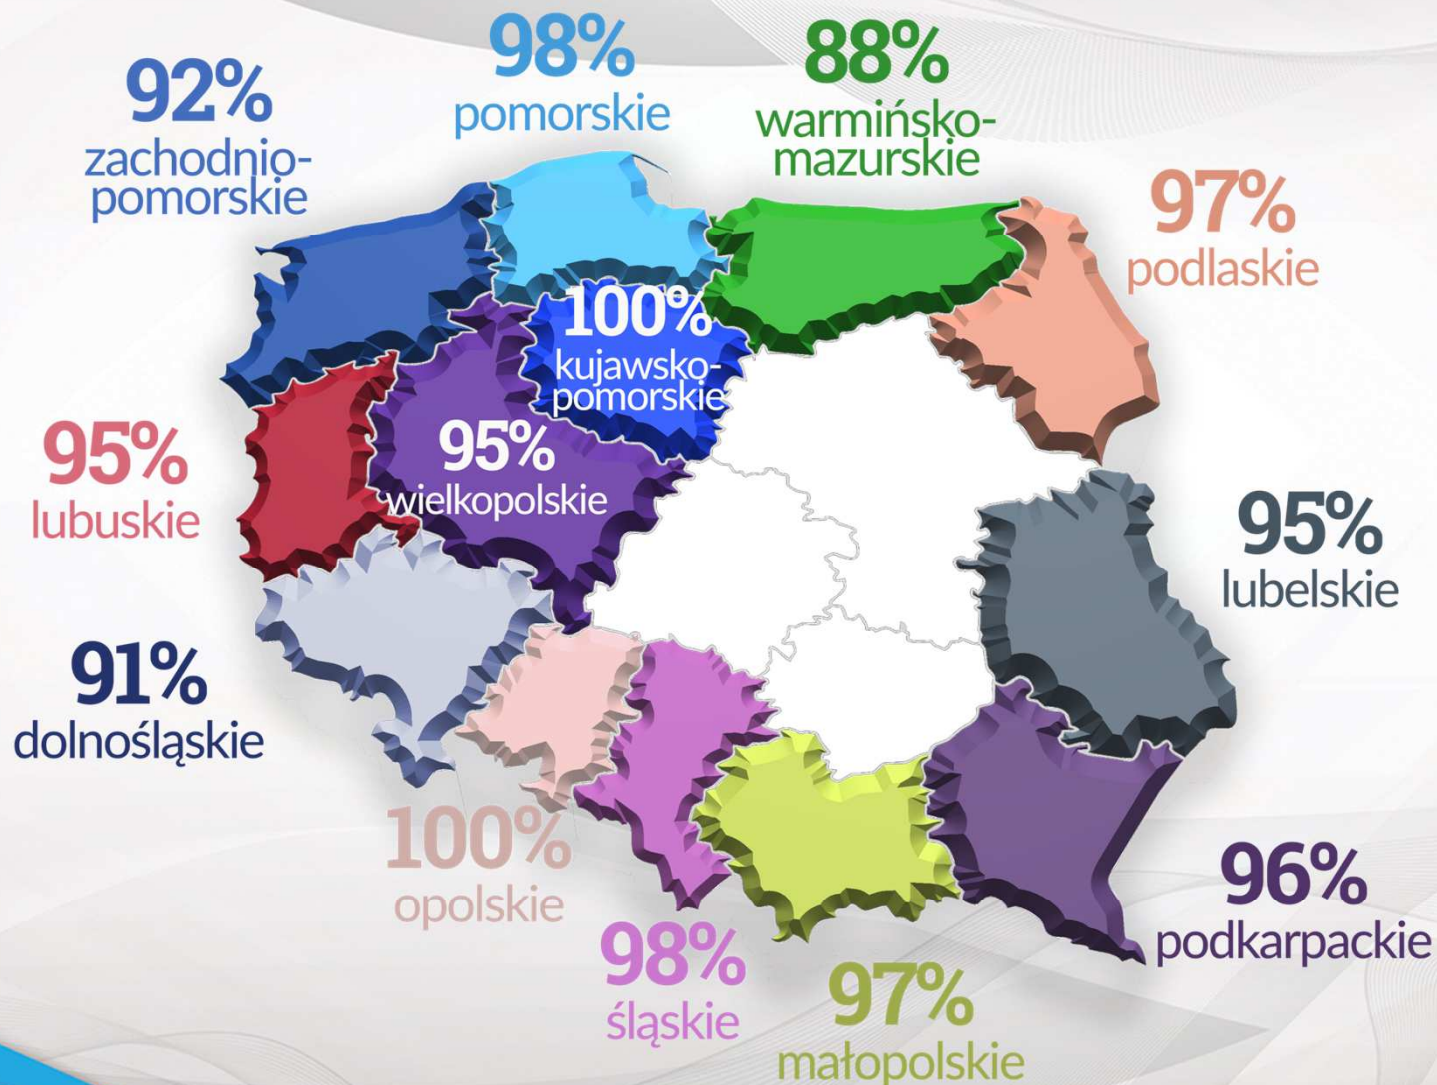 98%
pomorskie
88%
warmińsko-
mazurskie
92%
zachodnio-
pomorskie
97%
podlaskie
100%
kujawsko-
pomorskie
95%
lubuskie
95%
wielkopolskie
95%
lubelskie
91%
dolnośląskie
100%
opolskie
96%
podkarpackie
98%
śląskie
97%
małopolskie